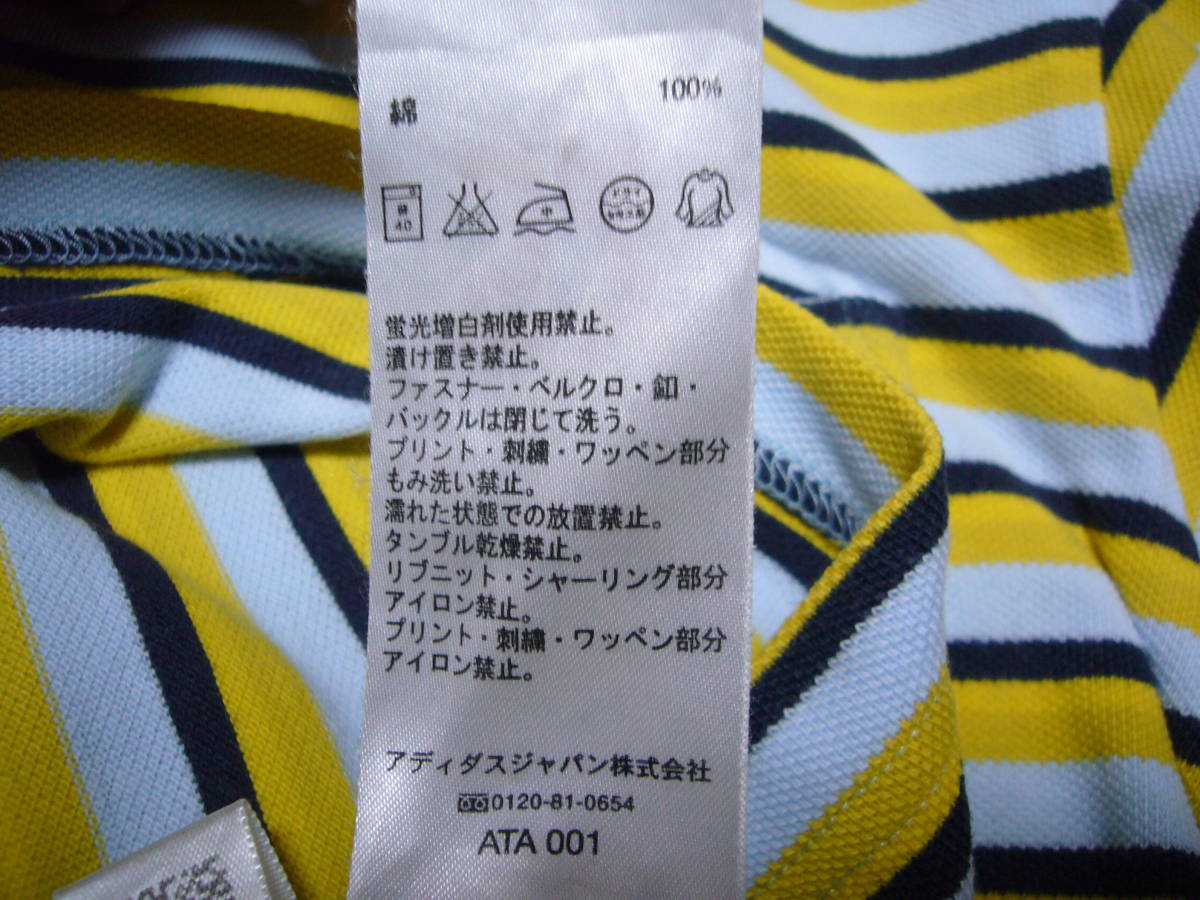 綿 100%
40 中 ドライ
蛍光増白剤使用禁止。
漬け置き禁止。
ファスナー・ベルクロ・釦・
バックルは閉じて洗う。
プリント・刺繍・ワッペン部分
もみ洗い禁止。
濡れた状態での放置禁止。
タンブル乾燥禁止。
リブニット・シャーリング部分
アイロン禁止。
プリント・刺繍・ワッペン部分
アイロン禁止。
アディダスジャパン株式会社
0120-81-0654
ATA 001